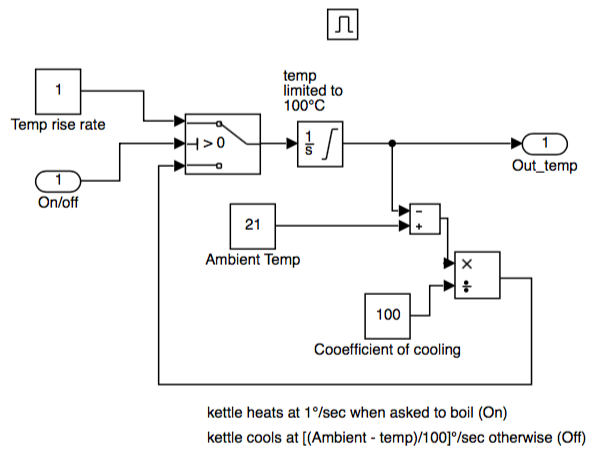 temp
limited to
100°C
1
Temp rise rate
> 0
1
s
1
Out_temp
1
On/off
-
+
21
Ambient Temp
×
÷
100
Cooefficient of cooling
kettle heats at 1°/sec when asked to boil (On)
kettle cools at [(Ambient - temp)/100]°/sec otherwise (Off)